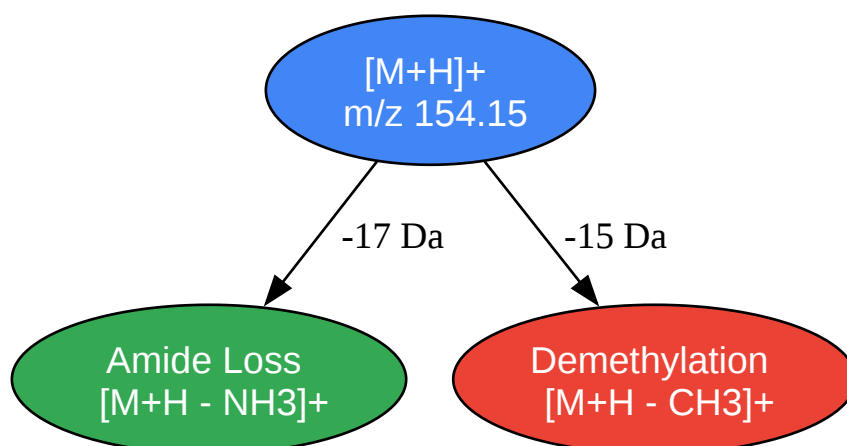 [M+H]+
m/z 154.15
-17 Da
-15 Da
Amide Loss
[M+H - NH3]+
Demethylation
[M+H - CH3]+